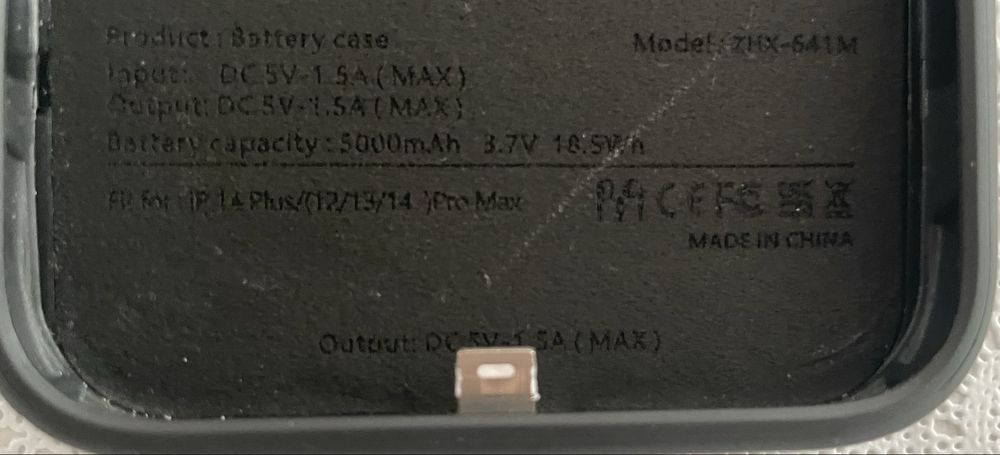 Product: Battery case
Model: ZHX-641M
Input: DC 5V-1.5A (MAX)
Output: DC 5V-1.5A (MAX)
Battery capacity: 5000mAh 3.7V 18.5Wh
Fit for: IP 14 Plus/(12/13/14 )Pro Max
CE FC
MADE IN CHINA
Output: DC 5V-1.5A (MAX)